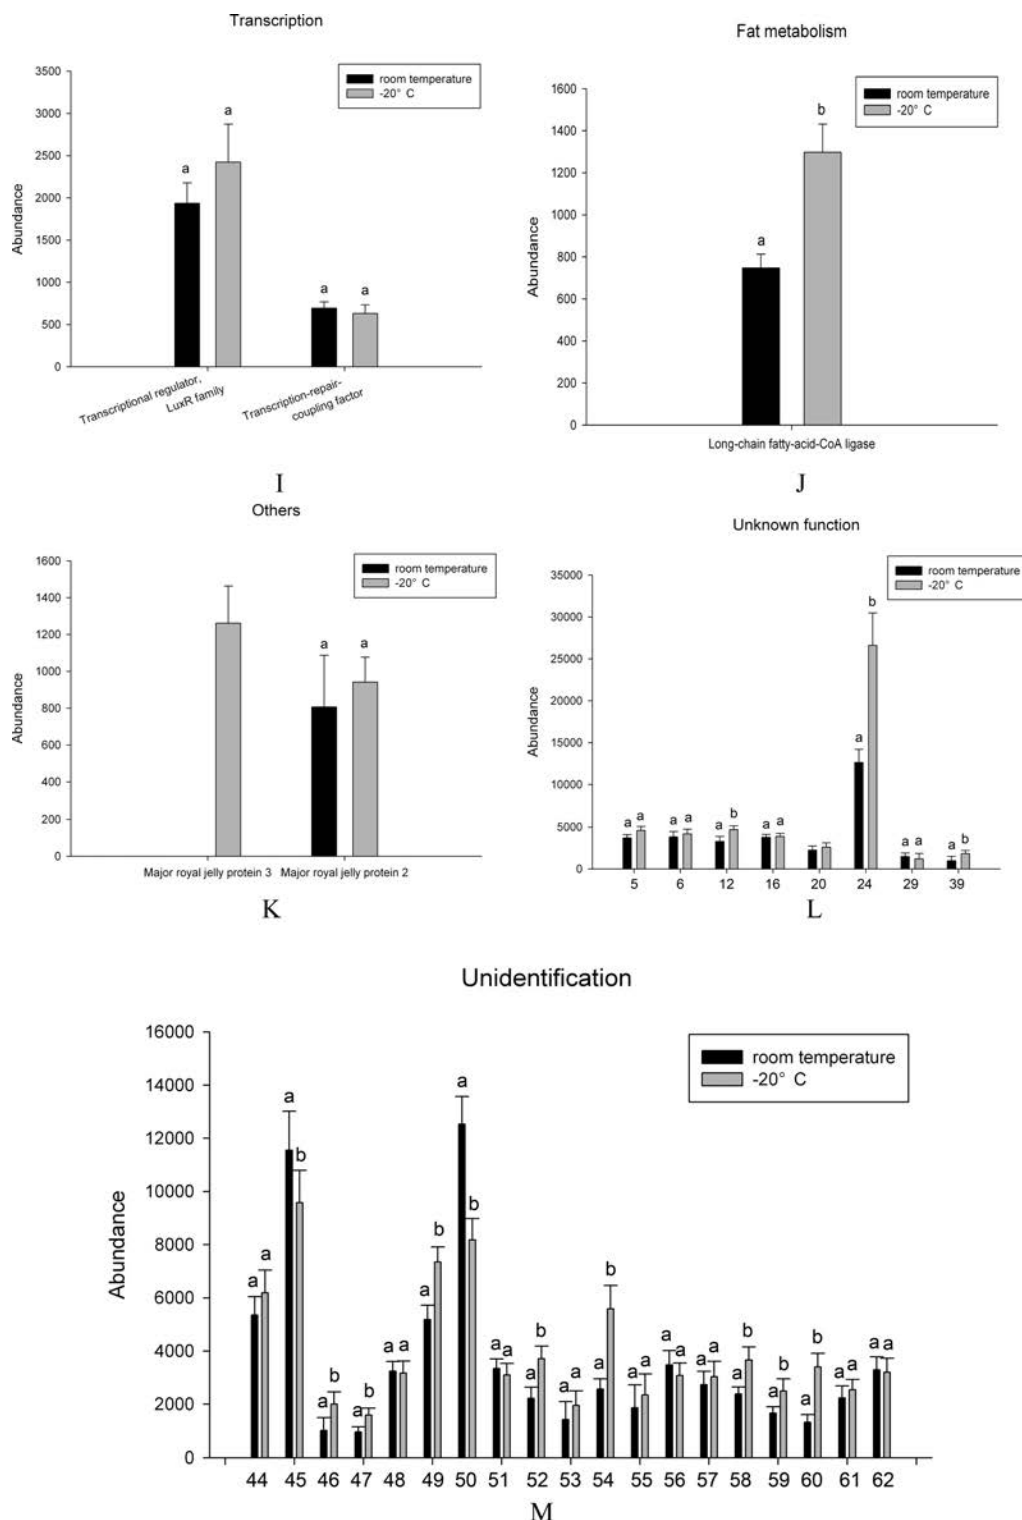 Transcription
room temperature
-20° C
3500
3000
2500
2000
1500
1000
500
0
Abundance
a
a
a
a
Transcriptional regulator,
LuxR family
Transcription-repair-
coupling factor
I
Fat metabolism
room temperature
-20° C
1600
1400
1200
1000
800
600
400
200
0
Abundance
a
b
Long-chain fatty-acid-CoA ligase
J
Others
room temperature
-20° C
1600
1400
1200
1000
800
600
400
200
0
Abundance
a
a
Major royal jelly protein 3 Major royal jelly protein 2
K
Unknown function
room temperature
-20° C
35000
30000
25000
20000
15000
10000
5000
0
Abundance
a a a a a b a a a b a a a b
5 6 12 16 20 24 29 39
L
Unidentification
room temperature
-20° C
16000
14000
12000
10000
8000
6000
4000
2000
0
Abundance
a a a b a b a b a a a b a b a a a b a a a b a a a a a a a b a b a b a a a a
44 45 46 47 48 49 50 51 52 53 54 55 56 57 58 59 60 61 62
M